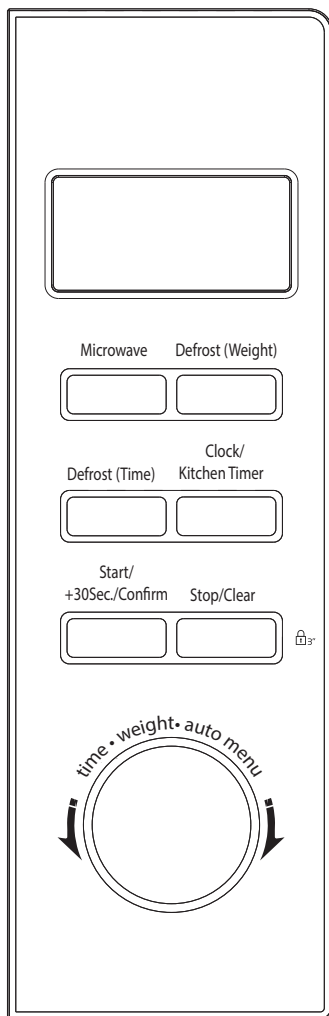 Microwave
Defrost (Weight)
Defrost (Time)
Clock/
Kitchen Timer
Start/
+30Sec./Confirm
Stop/Clear
3"
time • weight • auto menu